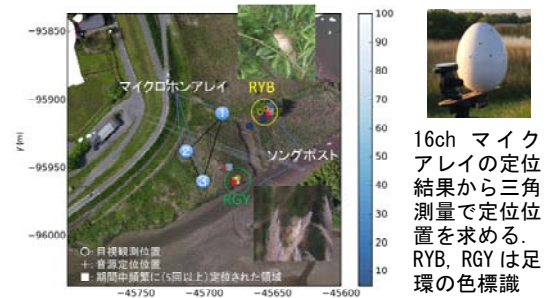 -95850
-95900
-95950
-96000
y[m]
マイクロホンアレイ
RYB
①
②
③
ソングポスト
RGY
○: 目視観測位置
+: 音源定位位置
■: 期間中頻繁に(5回以上)定位された領域
-45750
-45700
-45650
-45600
100
90
80
70
60
50
40
30
20
10
16ch マイク
アレイの定位
結果から三角
測量で定位位
置を求める.
RYB, RGY は足
環の色標識